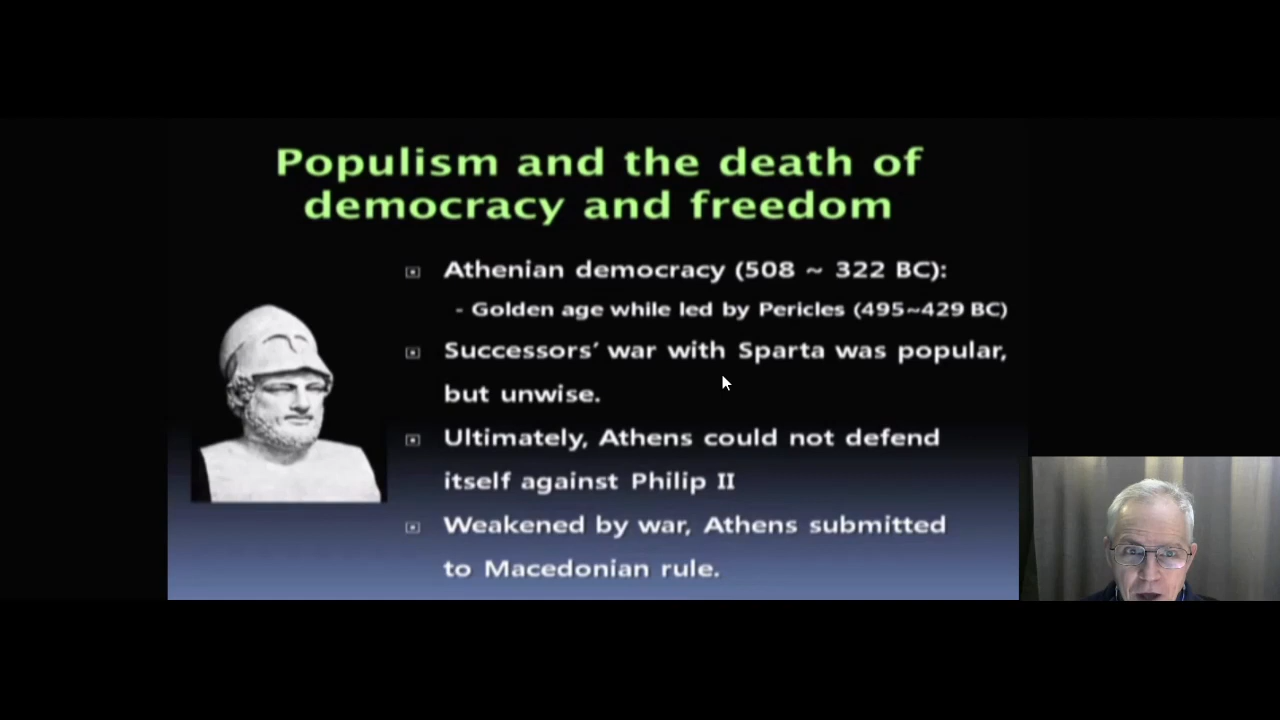 Populism and the death of
democracy and freedom
Athenian democracy (508 ~ 322 BC):
- Golden age while led by Pericles (495~429 BC)
Successors’ war with Sparta was popular,
but unwise.
Ultimately, Athens could not defend
itself against Philip II
Weakened by war, Athens submitted
to Macedonian rule.